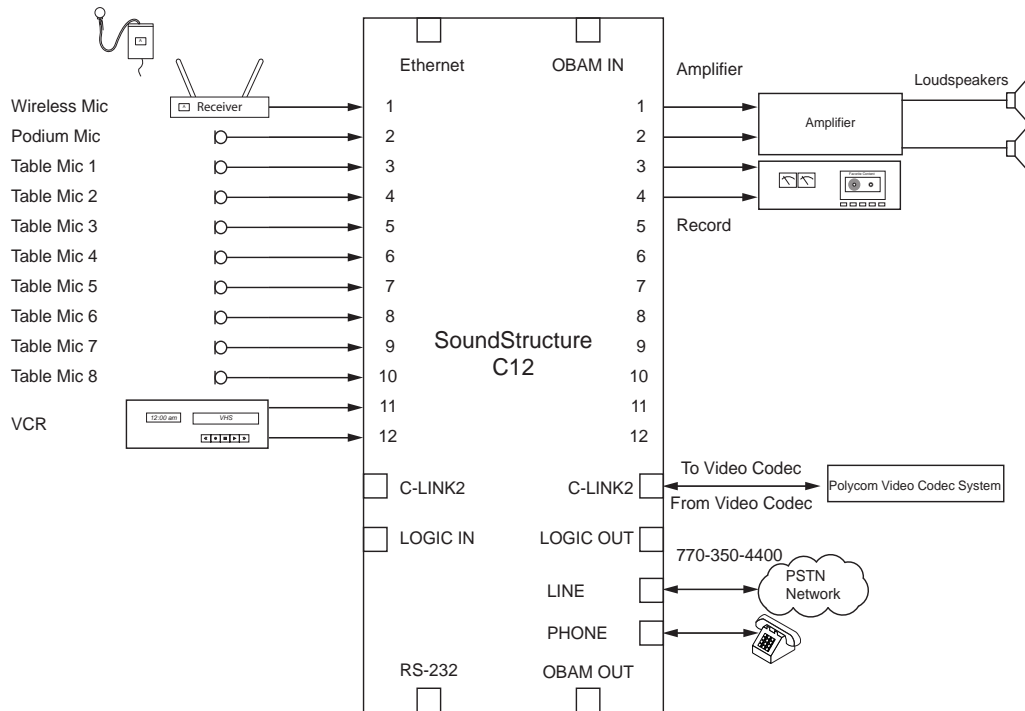 Ethernet
OBAM IN
Amplifier
Loudspeakers
Wireless Mic
A
A
Receiver
1
1
Amplifier
Podium Mic
2
2
Table Mic 1
3
3
Table Mic 2
4
4
Table Mic 3
5
5
Record
Table Mic 4
6
6
Table Mic 5
7
7
Table Mic 6
8
8
Table Mic 7
9
9
SoundStructure
C12
Table Mic 8
10
10
VCR
12:00 am
VHS
11
11
12
12
C-LINK2
C-LINK2
To Video Codec
From Video Codec
Polycom Video Codec System
LOGIC IN
LOGIC OUT
770-350-4400
LINE
PSTN
Network
PHONE
RS-232
OBAM OUT